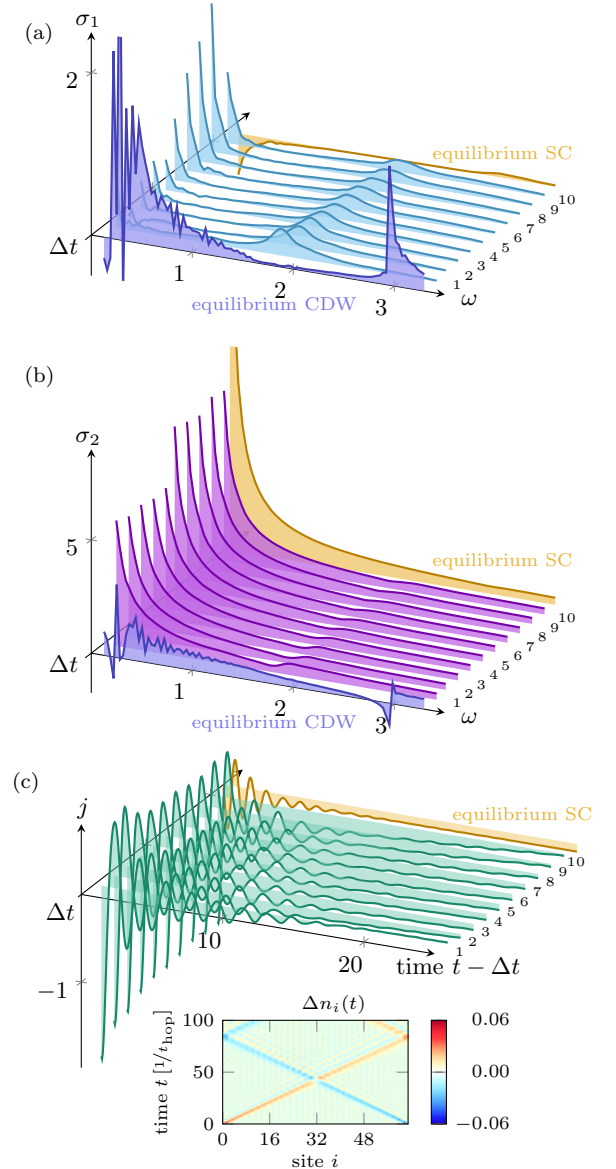 (a)
σ₁
2
equilibrium SC
Δt
1
2
3
ω
1 2 3 4 5 6 7 8 9 10
equilibrium CDW
(b)
σ₂
5
equilibrium SC
Δt
1
2
3
ω
1 2 3 4 5 6 7 8 9 10
equilibrium CDW
(c)
j
equilibrium SC
Δt
−1
10
20
time t − Δt
1 2 3 4 5 6 7 8 9 10
Δnᵢ(t)
time t [1/t_hop]
100
50
0
0 16 32 48
site i
0.06
0.00
−0.06